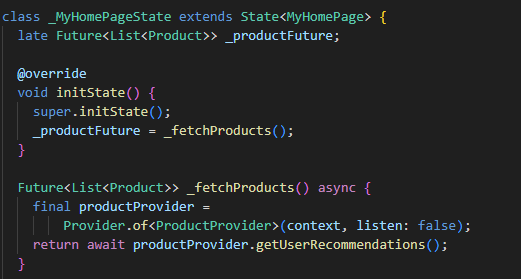 class _MyHomePageState extends State<MyHomePage> {
  late Future<List<Product>> _productFuture;

  @override
  void initState() {
    super.initState();
    _productFuture = _fetchProducts();
  }

  Future<List<Product>> _fetchProducts() async {
    final productProvider =
        Provider.of<ProductProvider>(context, listen: false);
    return await productProvider.getUserRecommendations();
  }